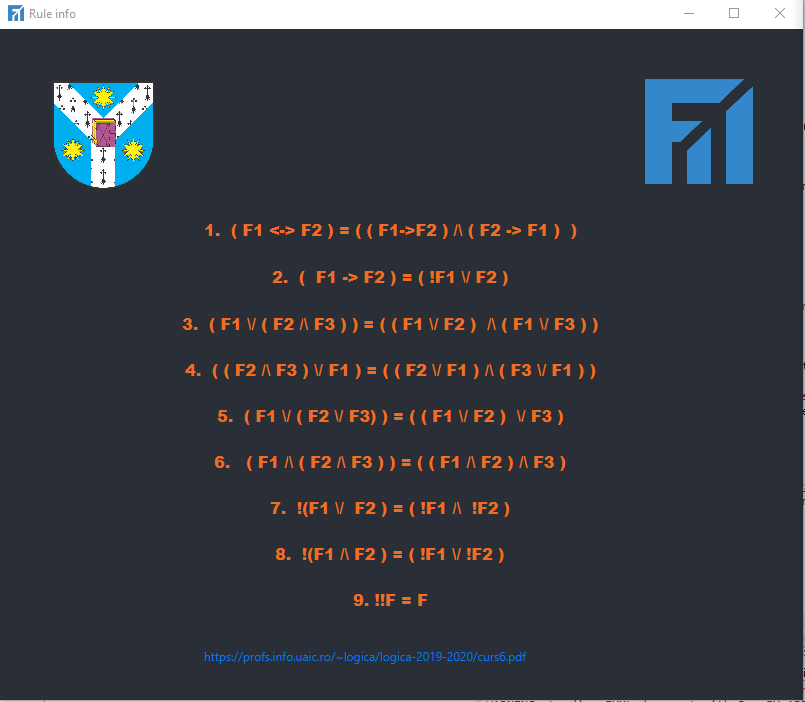 Rule info
1. ( F1 <-> F2 ) = ( ( F1->F2 ) /\ ( F2 -> F1 ) )
2. ( F1 -> F2 ) = ( !F1 \/ F2 )
3. ( F1 \/ ( F2 /\ F3 ) ) = ( ( F1 \/ F2 ) /\ ( F1 \/ F3 ) )
4. ( ( F2 /\ F3 ) \/ F1 ) = ( ( F2 \/ F1 ) /\ ( F3 \/ F1 ) )
5. ( F1 \/ ( F2 \/ F3) ) = ( ( F1 \/ F2 ) \/ F3 )
6. ( F1 /\ ( F2 /\ F3 ) ) = ( ( F1 /\ F2 ) /\ F3 )
7. !(F1 \/ F2 ) = ( !F1 /\ !F2 )
8. !(F1 /\ F2 ) = ( !F1 \/ !F2 )
9. !!F = F
https://profs.info.uaic.ro/~logica/logica-2019-2020/curs6.pdf